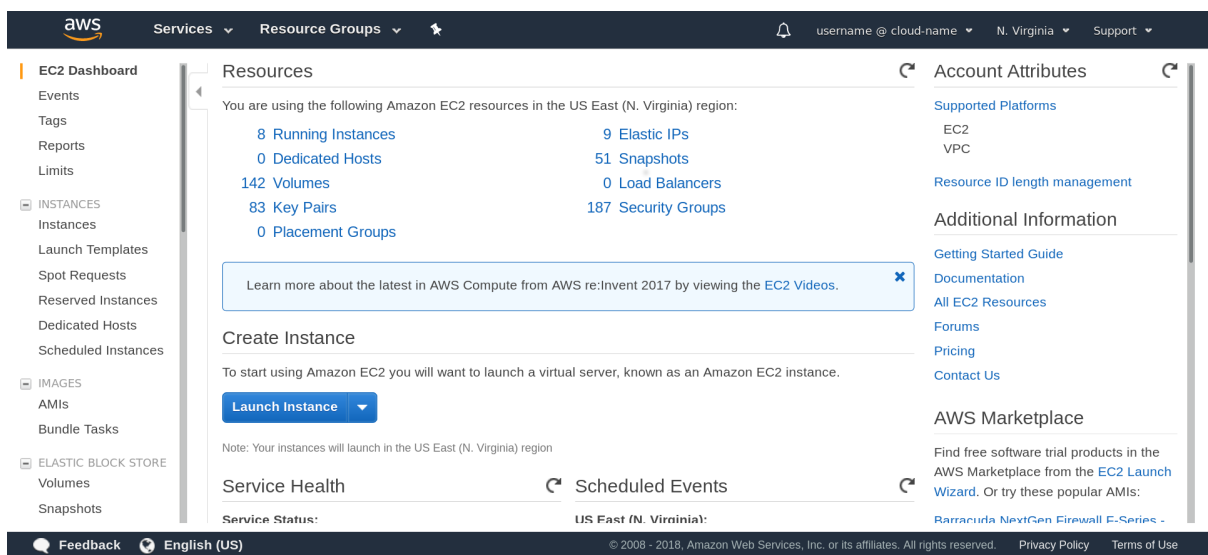 aws Services Resource Groups username @ cloud-name N. Virginia Support
EC2 Dashboard
Events
Tags
Reports
Limits
INSTANCES
Instances
Launch Templates
Spot Requests
Reserved Instances
Dedicated Hosts
Scheduled Instances
IMAGES
AMIs
Bundle Tasks
ELASTIC BLOCK STORE
Volumes
Snapshots
Resources
You are using the following Amazon EC2 resources in the US East (N. Virginia) region:
8 Running Instances
0 Dedicated Hosts
142 Volumes
83 Key Pairs
0 Placement Groups
9 Elastic IPs
51 Snapshots
0 Load Balancers
187 Security Groups
Learn more about the latest in AWS Compute from AWS re:Invent 2017 by viewing the EC2 Videos.
Create Instance
To start using Amazon EC2 you will want to launch a virtual server, known as an Amazon EC2 instance.
Launch Instance
Note: Your instances will launch in the US East (N. Virginia) region
Service Health
Service Status:
Scheduled Events
US East (N. Virginia):
Account Attributes
Supported Platforms
EC2
VPC
Resource ID length management
Additional Information
Getting Started Guide
Documentation
All EC2 Resources
Forums
Pricing
Contact Us
AWS Marketplace
Find free software trial products in the
AWS Marketplace from the EC2 Launch
Wizard. Or try these popular AMIs:
Barracuda NextGen Firewall F-Series -
Feedback English (US) © 2008 - 2018, Amazon Web Services, Inc. or its affiliates. All rights reserved. Privacy Policy Terms of Use